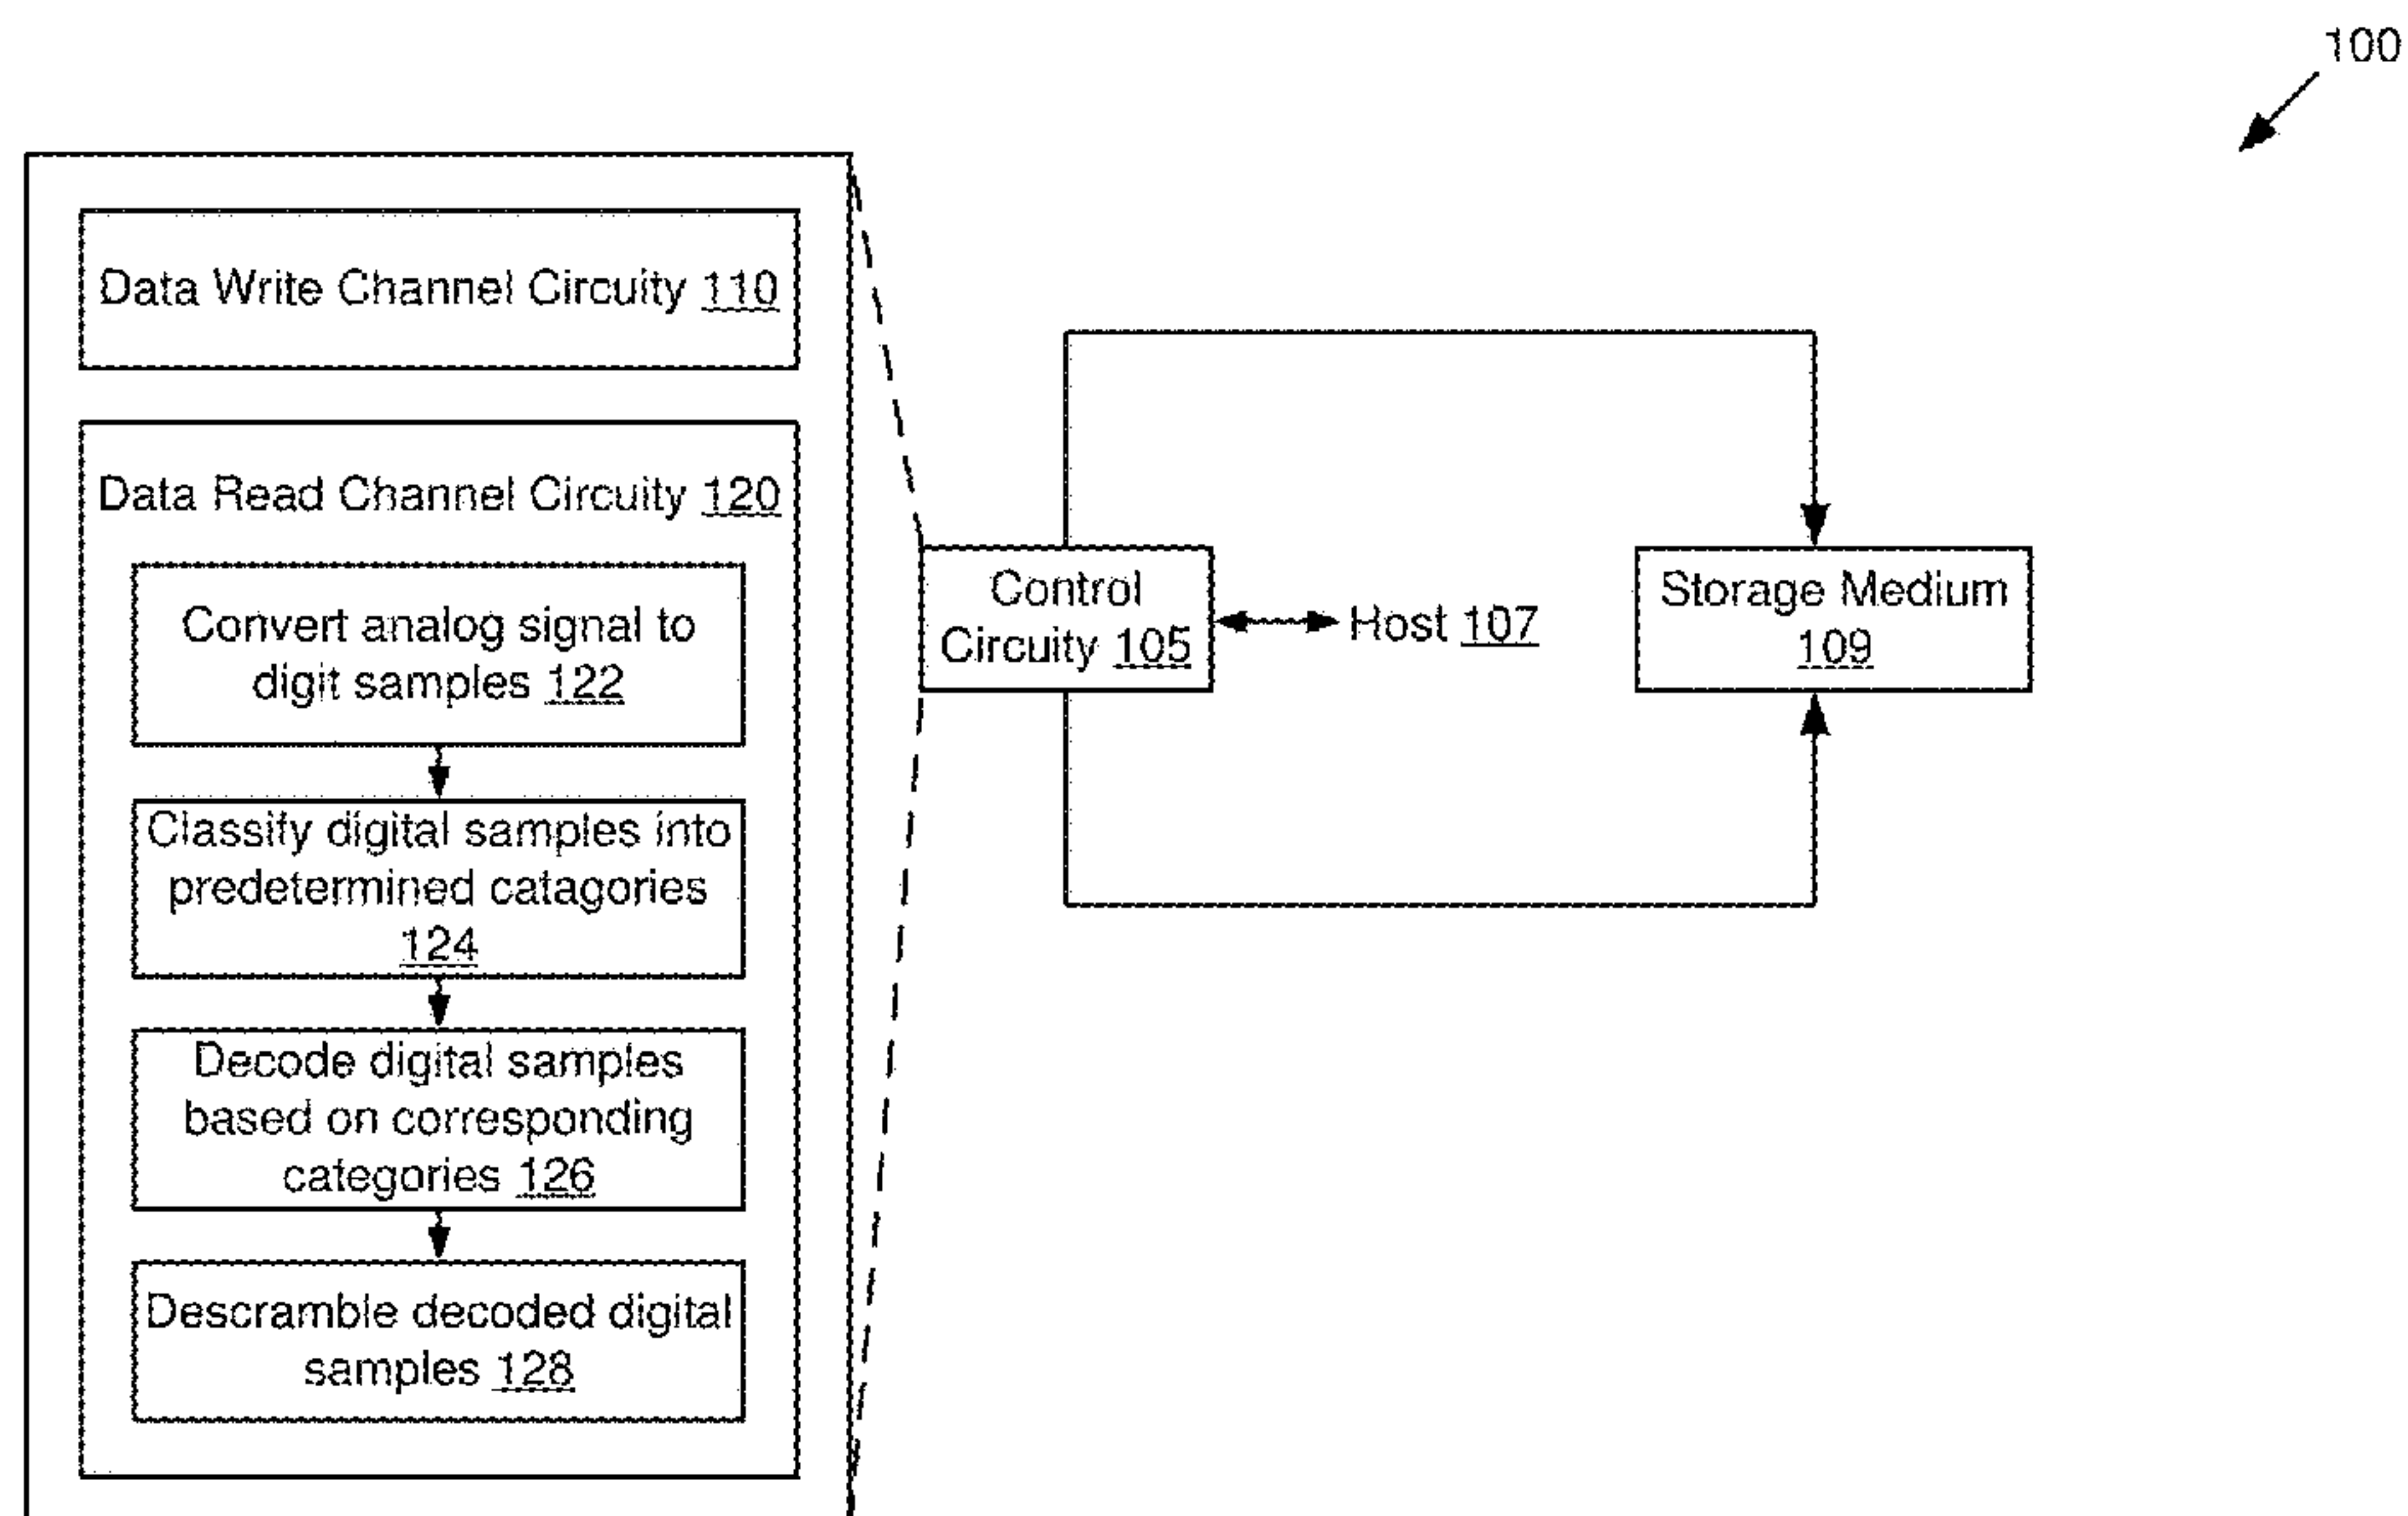 100
Data Write Channel Circuity 110
Data Read Channel Circuity 120
Convert analog signal to
digit samples 122
Classify digital samples into
predetermined catagories
124
Decode digital samples
based on corresponding
categories 126
Descramble decoded digital
samples 128
Control
Circuity 105
Host 107
Storage Medium
109